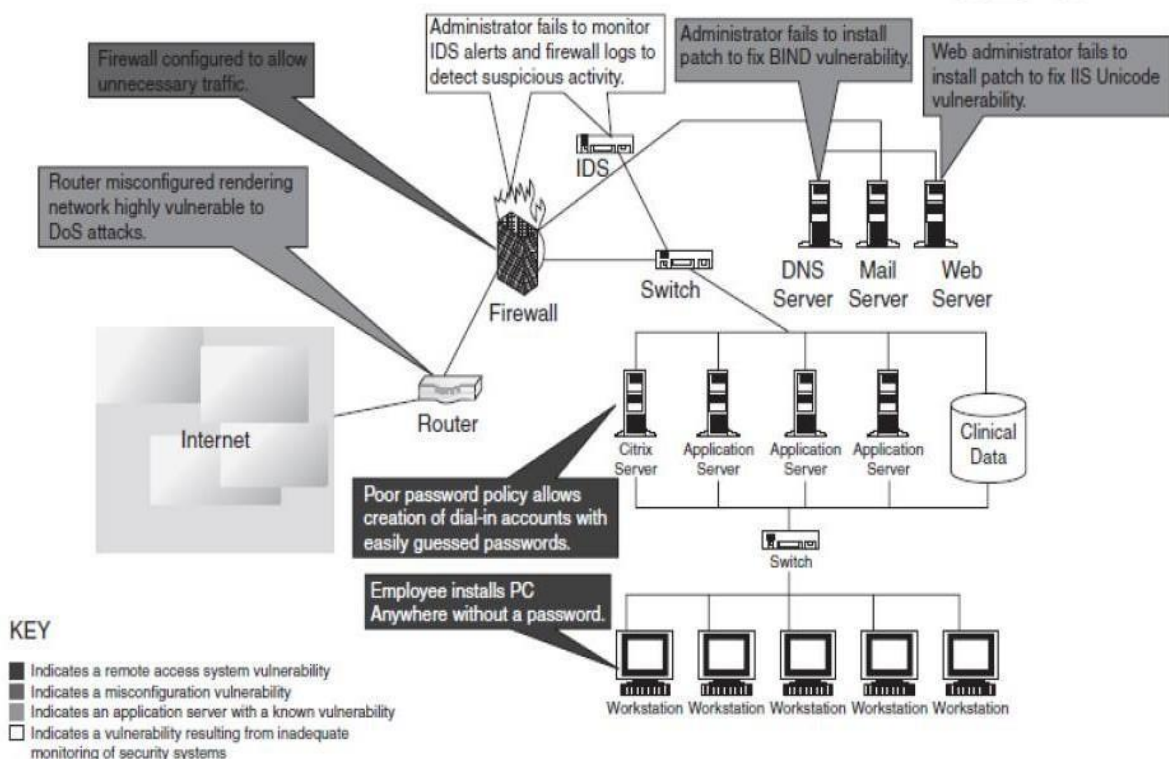 Firewall configured to allow
unnecessary traffic.
Administrator fails to monitor
IDS alerts and firewall logs to
detect suspicious activity.
Administrator fails to install
patch to fix BIND vulnerability.
Web administrator fails to
install patch to fix IIS Unicode
vulnerability.
Router misconfigured rendering
network highly vulnerable to
DoS attacks.
IDS
Firewall
Switch
DNS
Server
Mail
Server
Web
Server
Internet
Router
Citrix
Server
Application
Server
Application
Server
Application
Server
Clinical
Data
Poor password policy allows
creation of dial-in accounts with
easily guessed passwords.
Switch
Employee installs PC
Anywhere without a password.
Workstation Workstation Workstation Workstation Workstation
KEY
Indicates a remote access system vulnerability
Indicates a misconfiguration vulnerability
Indicates an application server with a known vulnerability
Indicates a vulnerability resulting from inadequate
monitoring of security systems